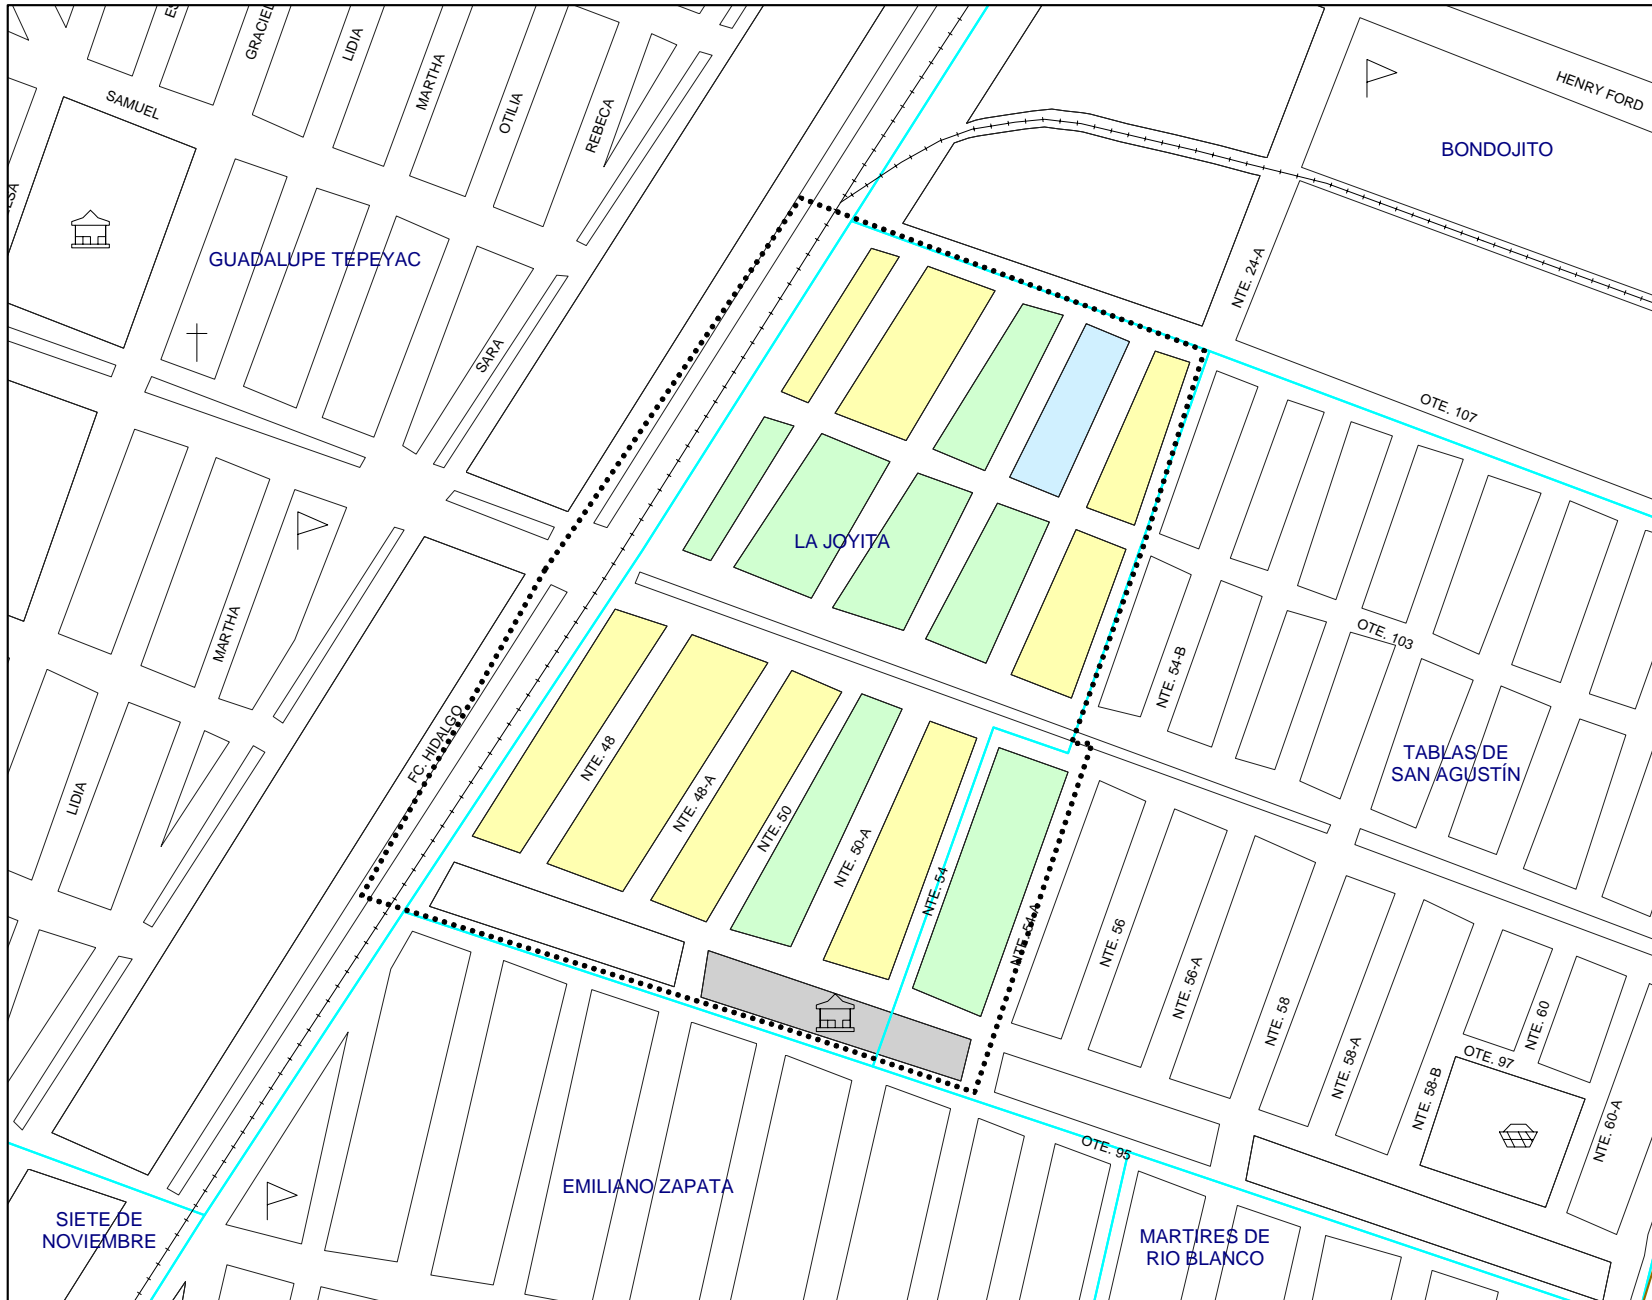 GRACIEL
LIDIA
MARTHA
OTILIA
REBECA
SAMUEL
HENRY FORD
BONDOJITO
GUADALUPE TEPEYAC
NTE. 24-A
SARA
OTE. 107
LA JOYITA
MARTHA
OTE. 103
NTE. 54-B
FC. HIDALGO
NTE. 48
NTE. 48-A
NTE. 50
NTE. 50-A
NTE. 54
NTE. 54-A
LIDIA
TABLAS DE
SAN AGUSTÍN
NTE. 56
NTE. 56-A
NTE. 58
NTE. 58-A
NTE. 58-B
OTE. 97
NTE. 60
NTE. 60-A
OTE. 95
EMILIANO ZAPATA
SIETE DE
NOVIEMBRE
MARTIRES DE
RIO BLANCO